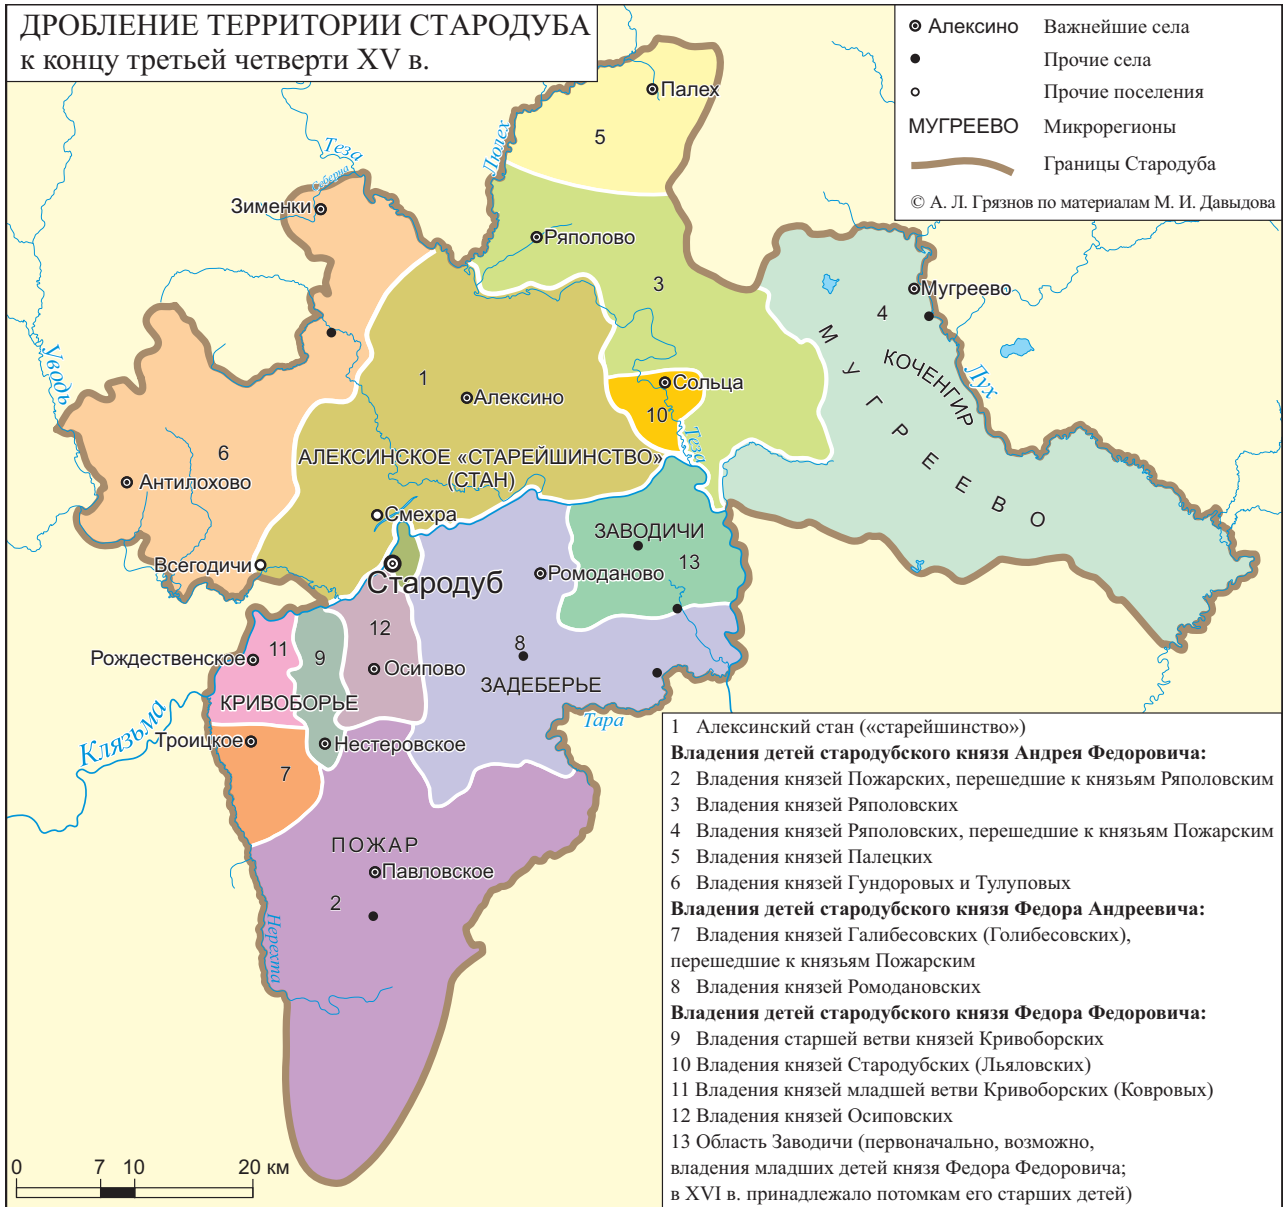 ДРОБЛЕНИЕ ТЕРРИТОРИИ СТАРОДУБА
к концу третьей четверти XV в.
Алексино Важнейшие села
Прочие села
Прочие поселения
МУГРЕЕВО Микрорегионы
Границы Стародуба
© А. Л. Грязнов по материалам М. И. Давыдова
Палех
5
Люлех
Теза
Себерна
Зименки
Ряполово
3
Мугреево
4
МУГРЕЕВО
КОЧЕНГИР
Лух
Уводь
1
Алексино
Сольца
10
Теза
6
АЛЕКСИНСКОЕ «СТАРЕЙШИНСТВО»
(СТАН)
Антилохово
Смехра
ЗАВОДИЧИ
13
Всегодичи
Стародуб
Ромоданово
12
11
9
8
Рождественское
Осипово
ЗАДЕБЕРЬЕ
КРИВОБОРЬЕ
Тара
Клязьма
Троицкое
Нестеровское
7
ПОЖАР
Павловское
2
Нерехта
0 7 10 20 км
1 Алексинский стан («старейшинство»)
Владения детей стародубского князя Андрея Федоровича:
2 Владения князей Пожарских, перешедшие к князьям Ряполовским
3 Владения князей Ряполовских
4 Владения князей Ряполовских, перешедшие к князьям Пожарским
5 Владения князей Палецких
6 Владения князей Гундоровых и Тулуповых
Владения детей стародубского князя Федора Андреевича:
7 Владения князей Галибесовских (Голибесовских),
перешедшие к князьям Пожарским
8 Владения князей Ромодановских
Владения детей стародубского князя Федора Федоровича:
9 Владения старшей ветви князей Кривоборских
10 Владения князей Стародубских (Льяловских)
11 Владения князей младшей ветви Кривоборских (Ковровых)
12 Владения князей Осиповских
13 Область Заводичи (первоначально, возможно,
владения младших детей князя Федора Федоровича;
в XVI в. принадлежало потомкам его старших детей)